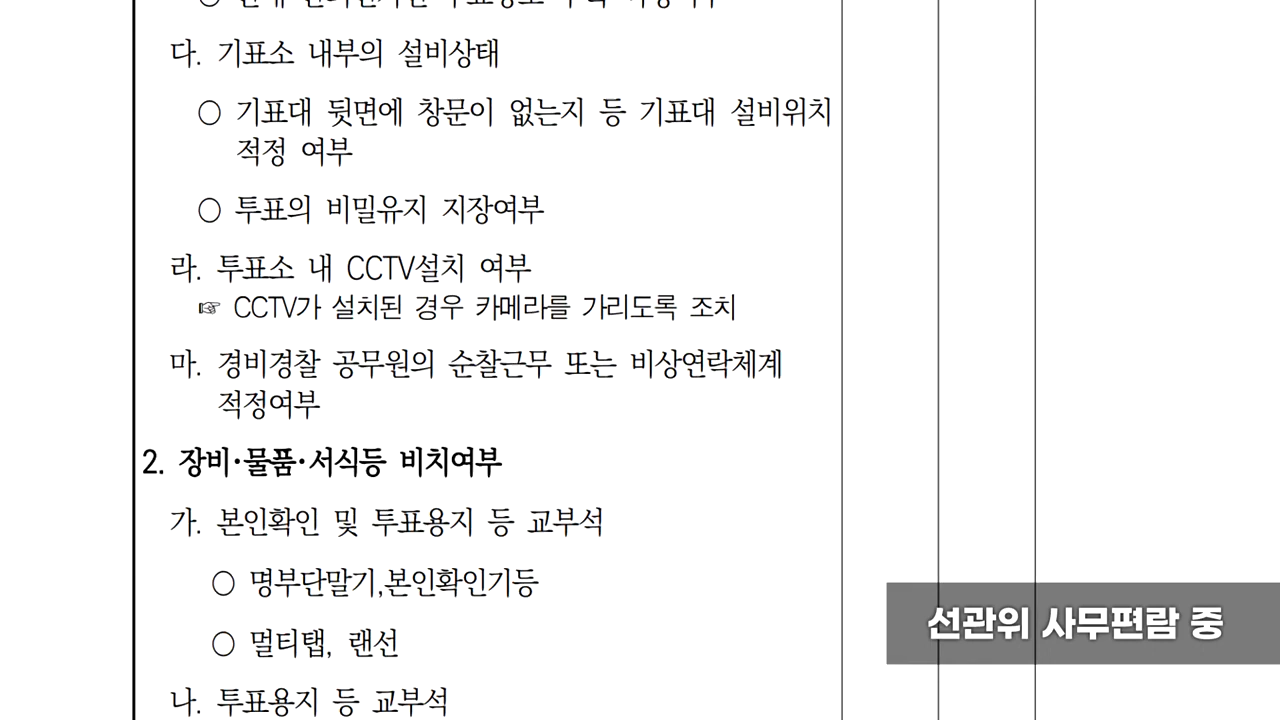 다. 기표소 내부의 설비상태
○ 기표대 뒷면에 창문이 없는지 등 기표대 설비위치
적정 여부
○ 투표의 비밀유지 지장여부
라. 투표소 내 CCTV설치 여부
☞ CCTV가 설치된 경우 카메라를 가리도록 조치
마. 경비경찰 공무원의 순찰근무 또는 비상연락체계
적정여부
2. 장비·물품·서식등 비치여부
가. 본인확인 및 투표용지 등 교부석
○ 명부단말기,본인확인기등
○ 멀티탭, 랜선
나. 투표용지 등 교부석
선관위 사무편람 중